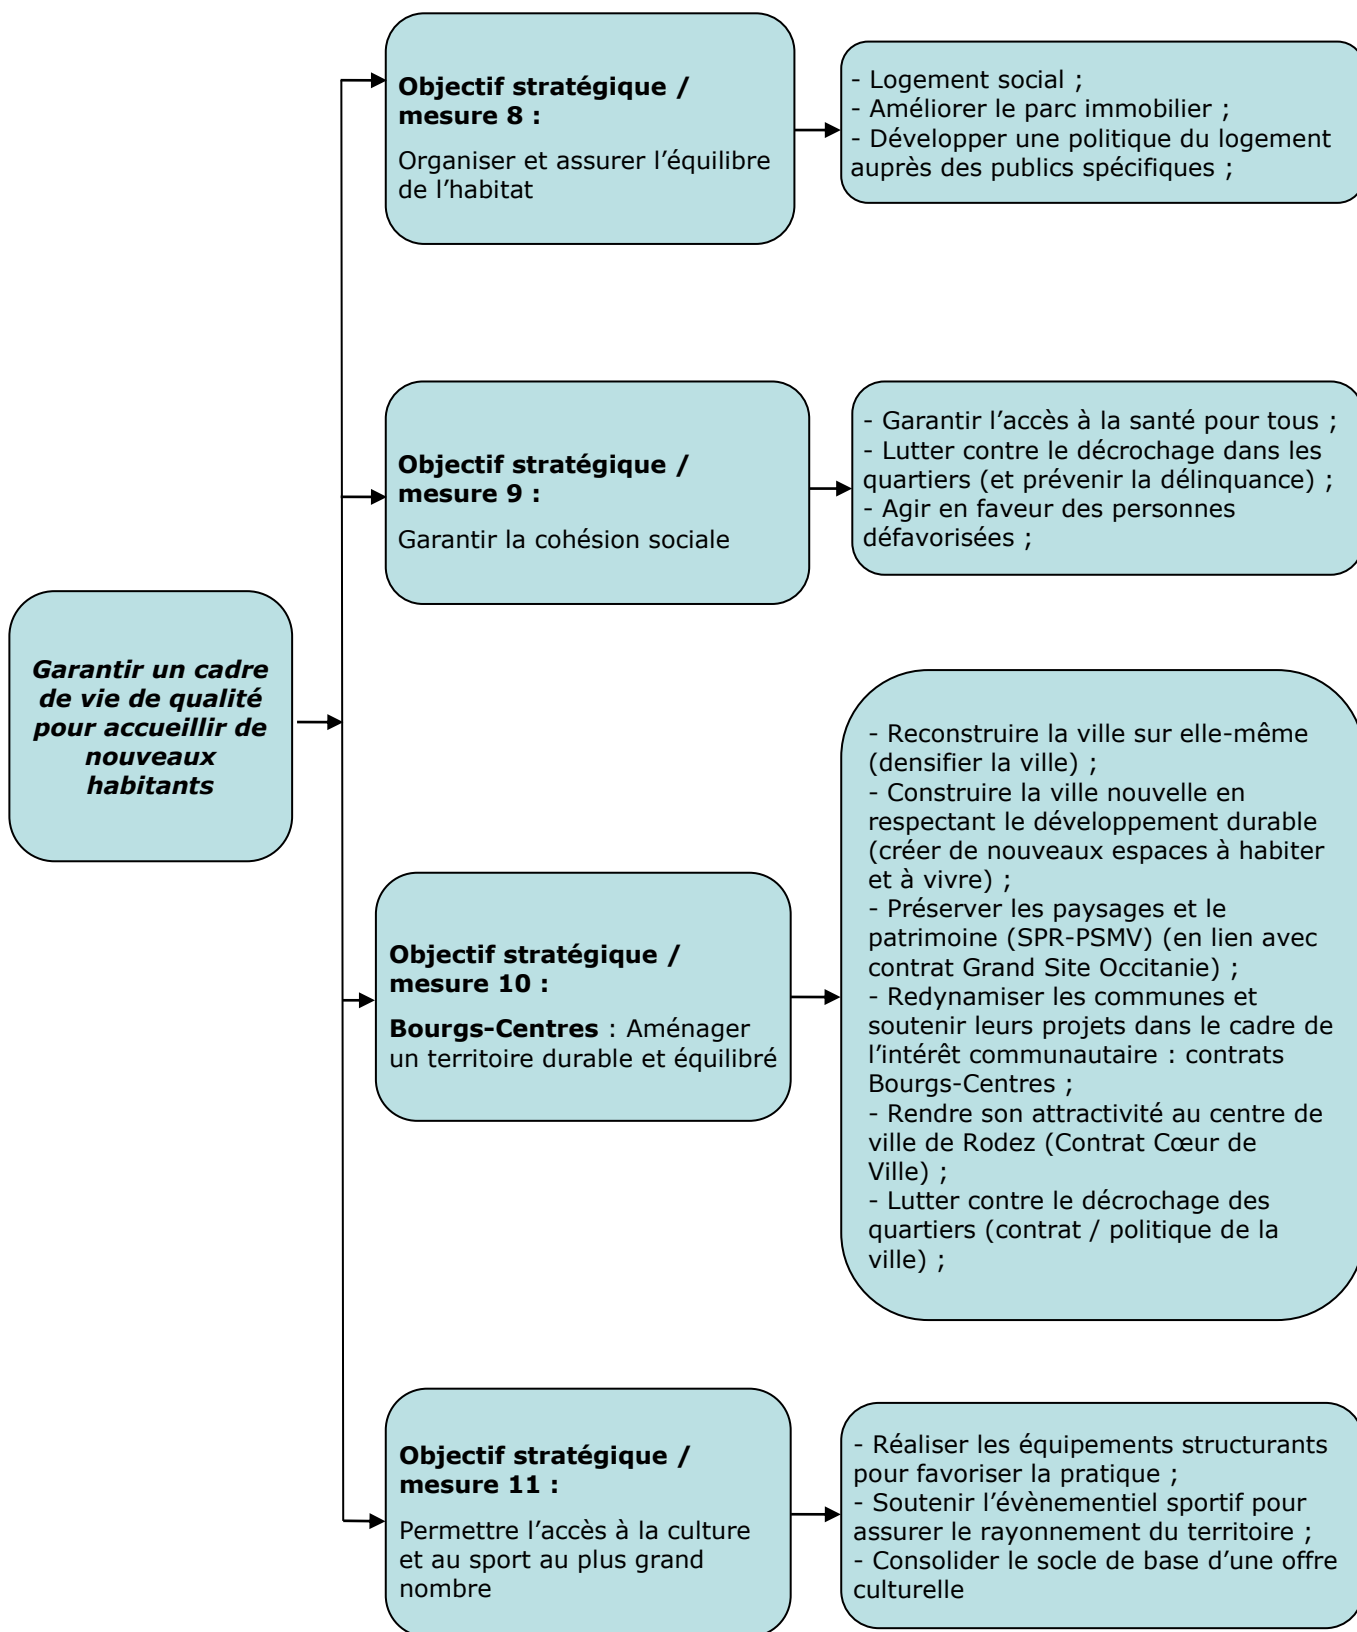 Objectif stratégique /
mesure 8 :
Organiser et assurer l’équilibre
de l’habitat
- Logement social ;
- Améliorer le parc immobilier ;
- Développer une politique du logement
auprès des publics spécifiques ;
Objectif stratégique /
mesure 9 :
Garantir la cohésion sociale
- Garantir l’accès à la santé pour tous ;
- Lutter contre le décrochage dans les
quartiers (et prévenir la délinquance) ;
- Agir en faveur des personnes
défavorisées ;
Garantir un cadre
de vie de qualité
pour accueillir de
nouveaux
habitants
Objectif stratégique /
mesure 10 :
Bourgs-Centres : Aménager
un territoire durable et équilibré
- Reconstruire la ville sur elle-même
(densifier la ville) ;
- Construire la ville nouvelle en
respectant le développement durable
(créer de nouveaux espaces à habiter
et à vivre) ;
- Préserver les paysages et le
patrimoine (SPR-PSMV) (en lien avec
contrat Grand Site Occitanie) ;
- Redynamiser les communes et
soutenir leurs projets dans le cadre de
l’intérêt communautaire : contrats
Bourgs-Centres ;
- Rendre son attractivité au centre de
ville de Rodez (Contrat Cœur de
Ville) ;
- Lutter contre le décrochage des
quartiers (contrat / politique de la
ville) ;
Objectif stratégique /
mesure 11 :
Permettre l’accès à la culture
et au sport au plus grand
nombre
- Réaliser les équipements structurants
pour favoriser la pratique ;
- Soutenir l’évènementiel sportif pour
assurer le rayonnement du territoire ;
- Consolider le socle de base d’une offre
culturelle